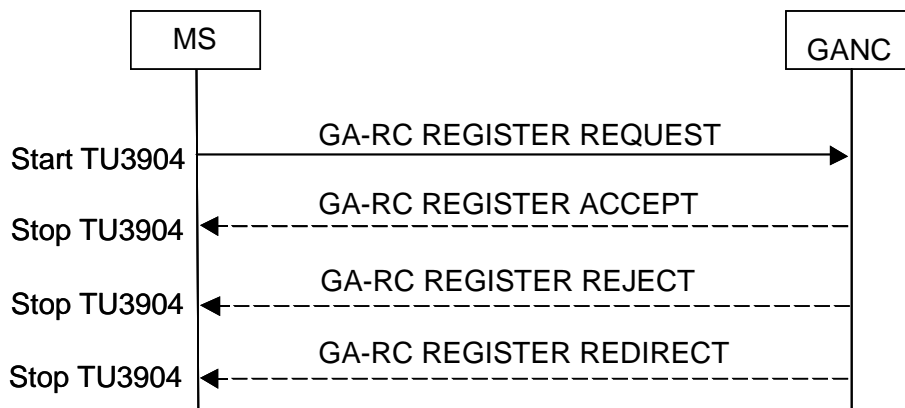 MS
GANC
GA-RC REGISTER REQUEST
Start TU3904
GA-RC REGISTER ACCEPT
Stop TU3904
GA-RC REGISTER REJECT
Stop TU3904
GA-RC REGISTER REDIRECT
Stop TU3904